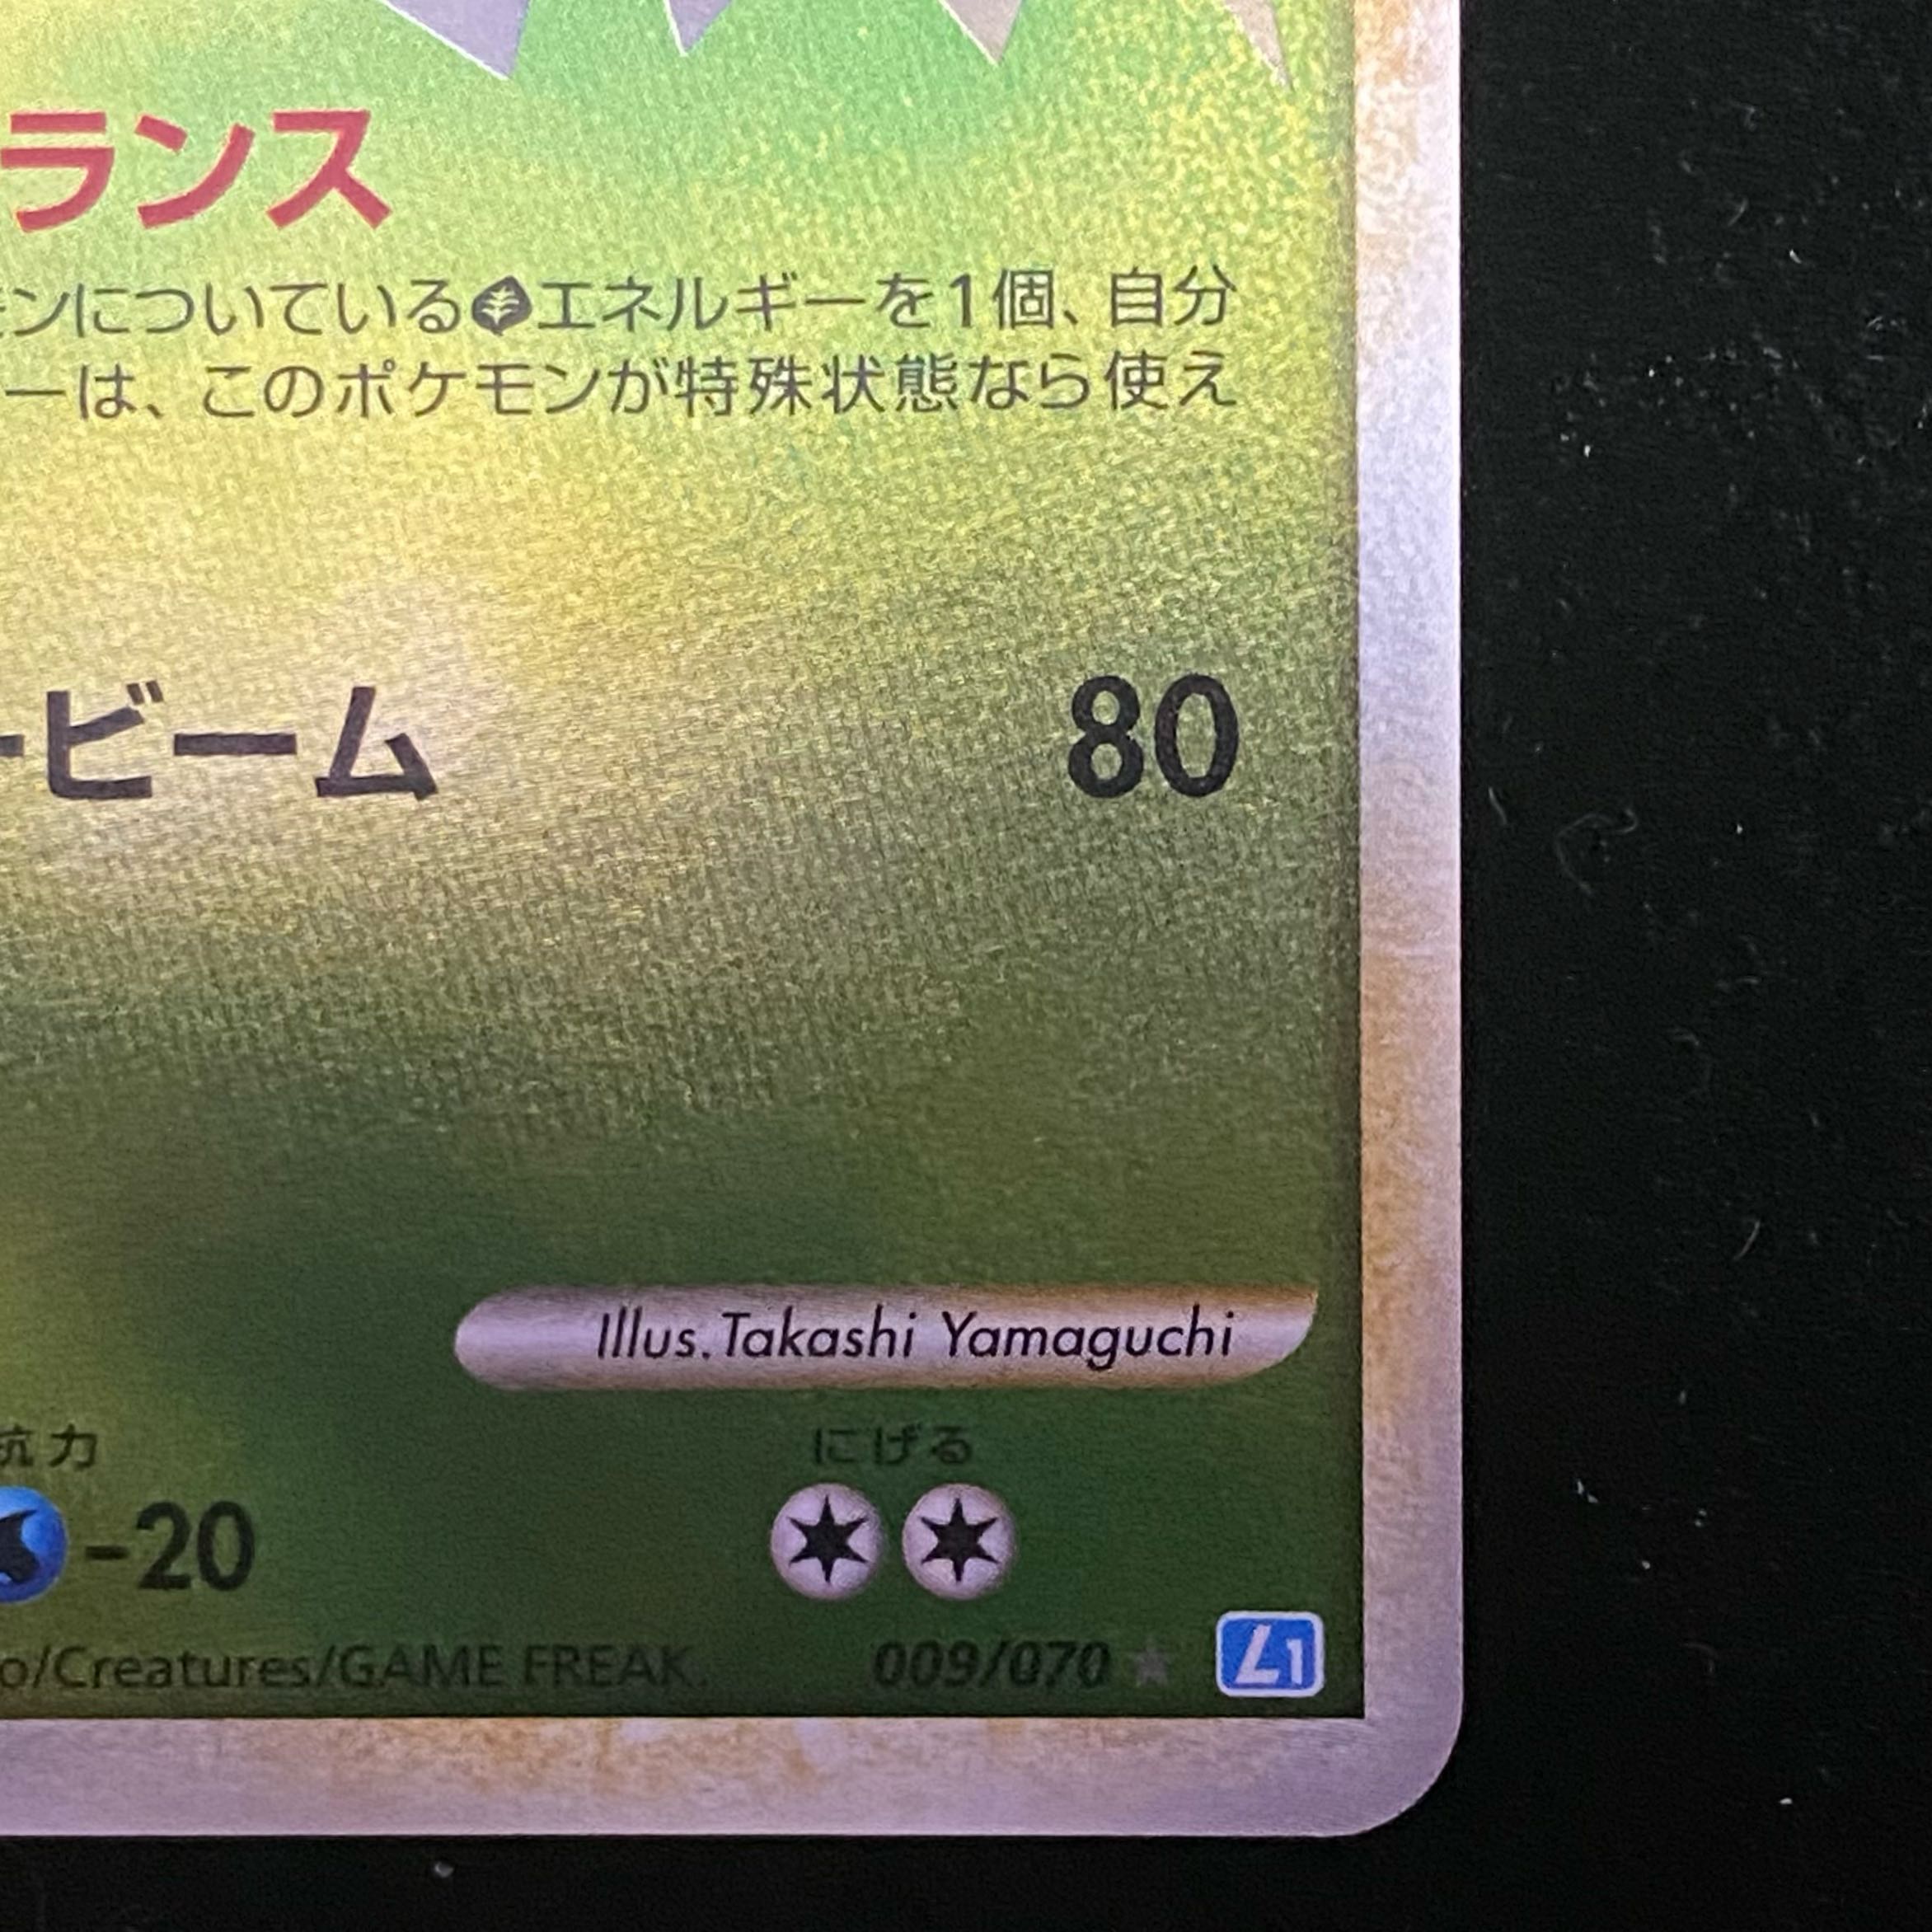 ランス
ンについているエネルギーを1個、自分
ーは、このポケモンが特殊状態なら使え
ービーム 80
Illus. Takashi Yamaguchi
抗力 にげる
-20
o/Creatures/GAME FREAK. 009/070 ★ L1